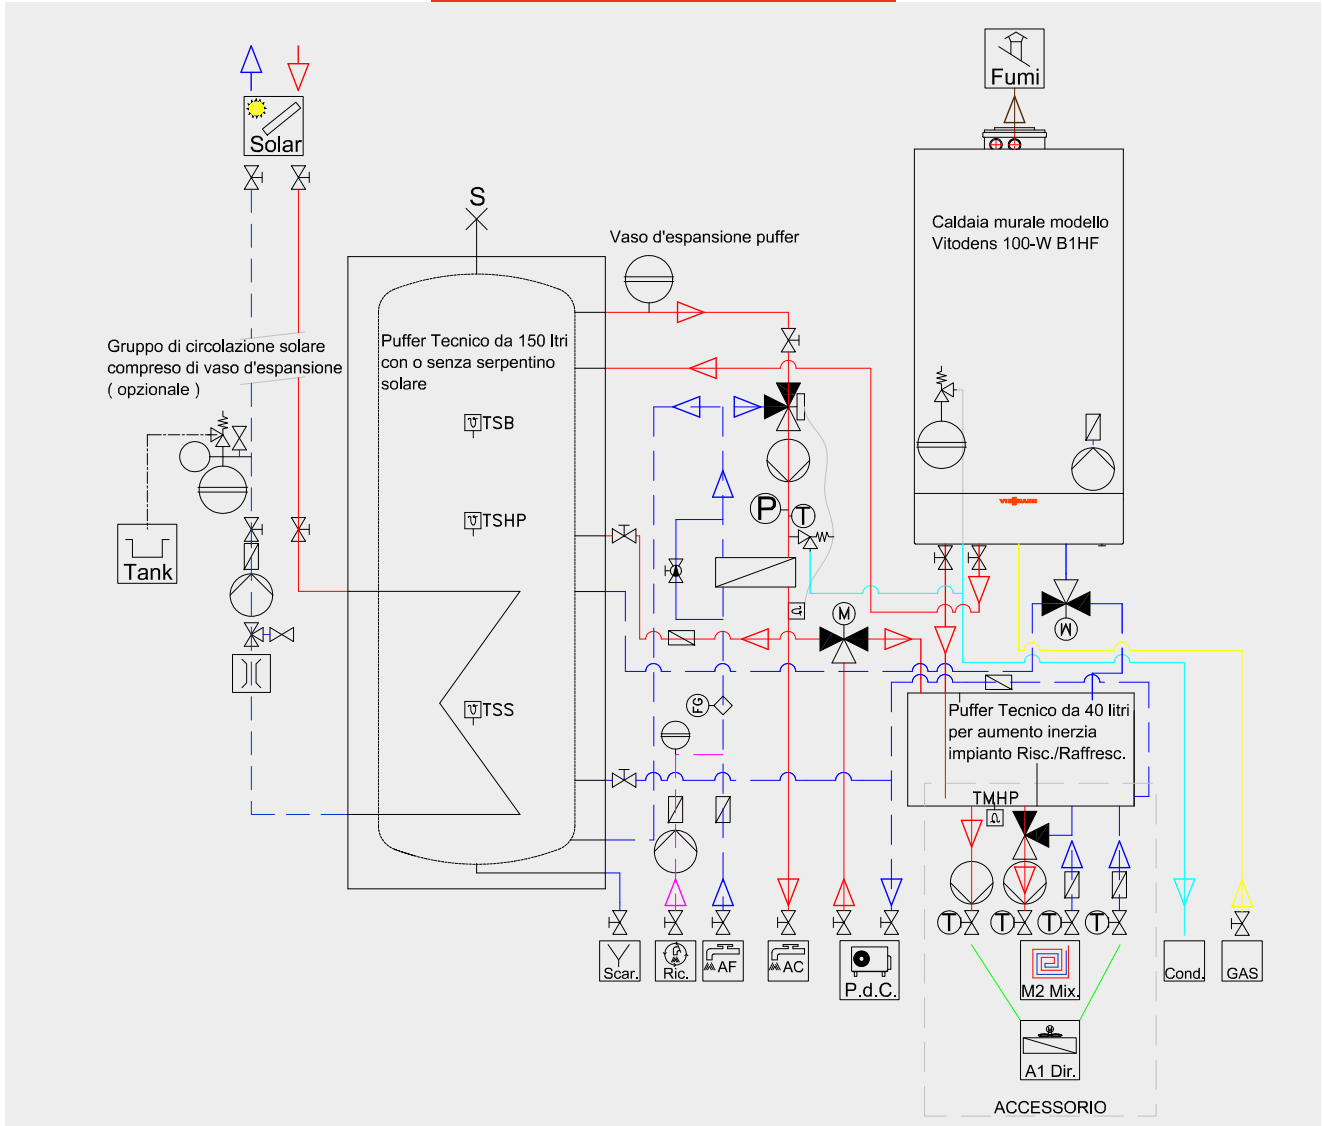 Fumi
Solar
S
Vaso d'espansione puffer
Caldaia murale modello
Vitodens 100-W B1HF
Gruppo di circolazione solare
compreso di vaso d'espansione
( opzionale )
Puffer Tecnico da 150 ltri
con o senza serpentino
solare
TSB
TSHP
TSS
VIESMANN
P
T
Tank
M
M
FG
Puffer Tecnico da 40 litri
per aumento inerzia
impianto Risc./Raffresc.
TMHP
T
T
T
T
Scar.
Ric.
AF
AC
P.d.C.
M2 Mix.
Cond.
GAS
M
A1 Dir.
ACCESSORIO